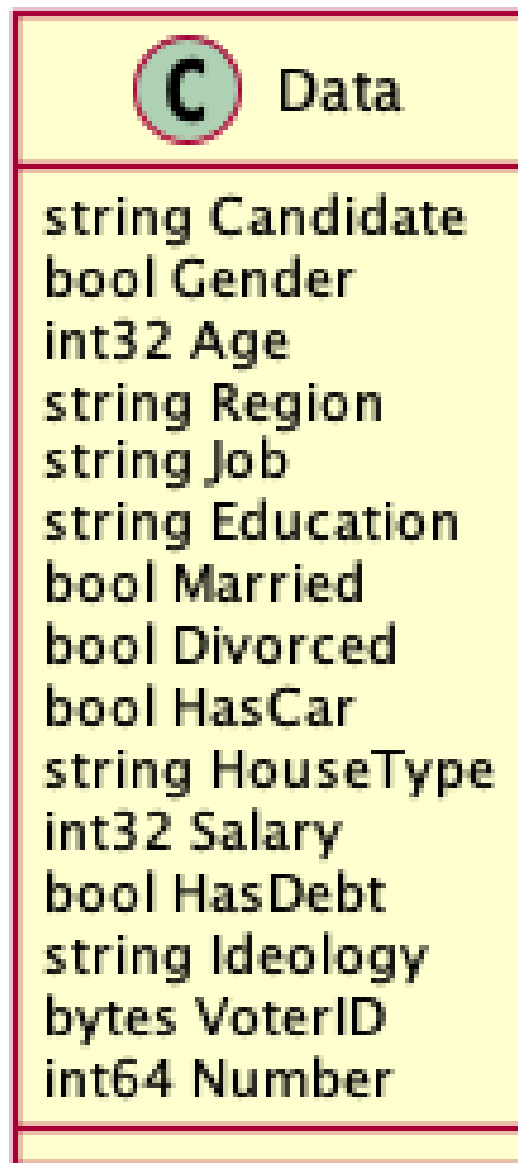 C Data
string Candidate
bool Gender
int32 Age
string Region
string Job
string Education
bool Married
bool Divorced
bool HasCar
string HouseType
int32 Salary
bool HasDebt
string Ideology
bytes VoterID
int64 Number